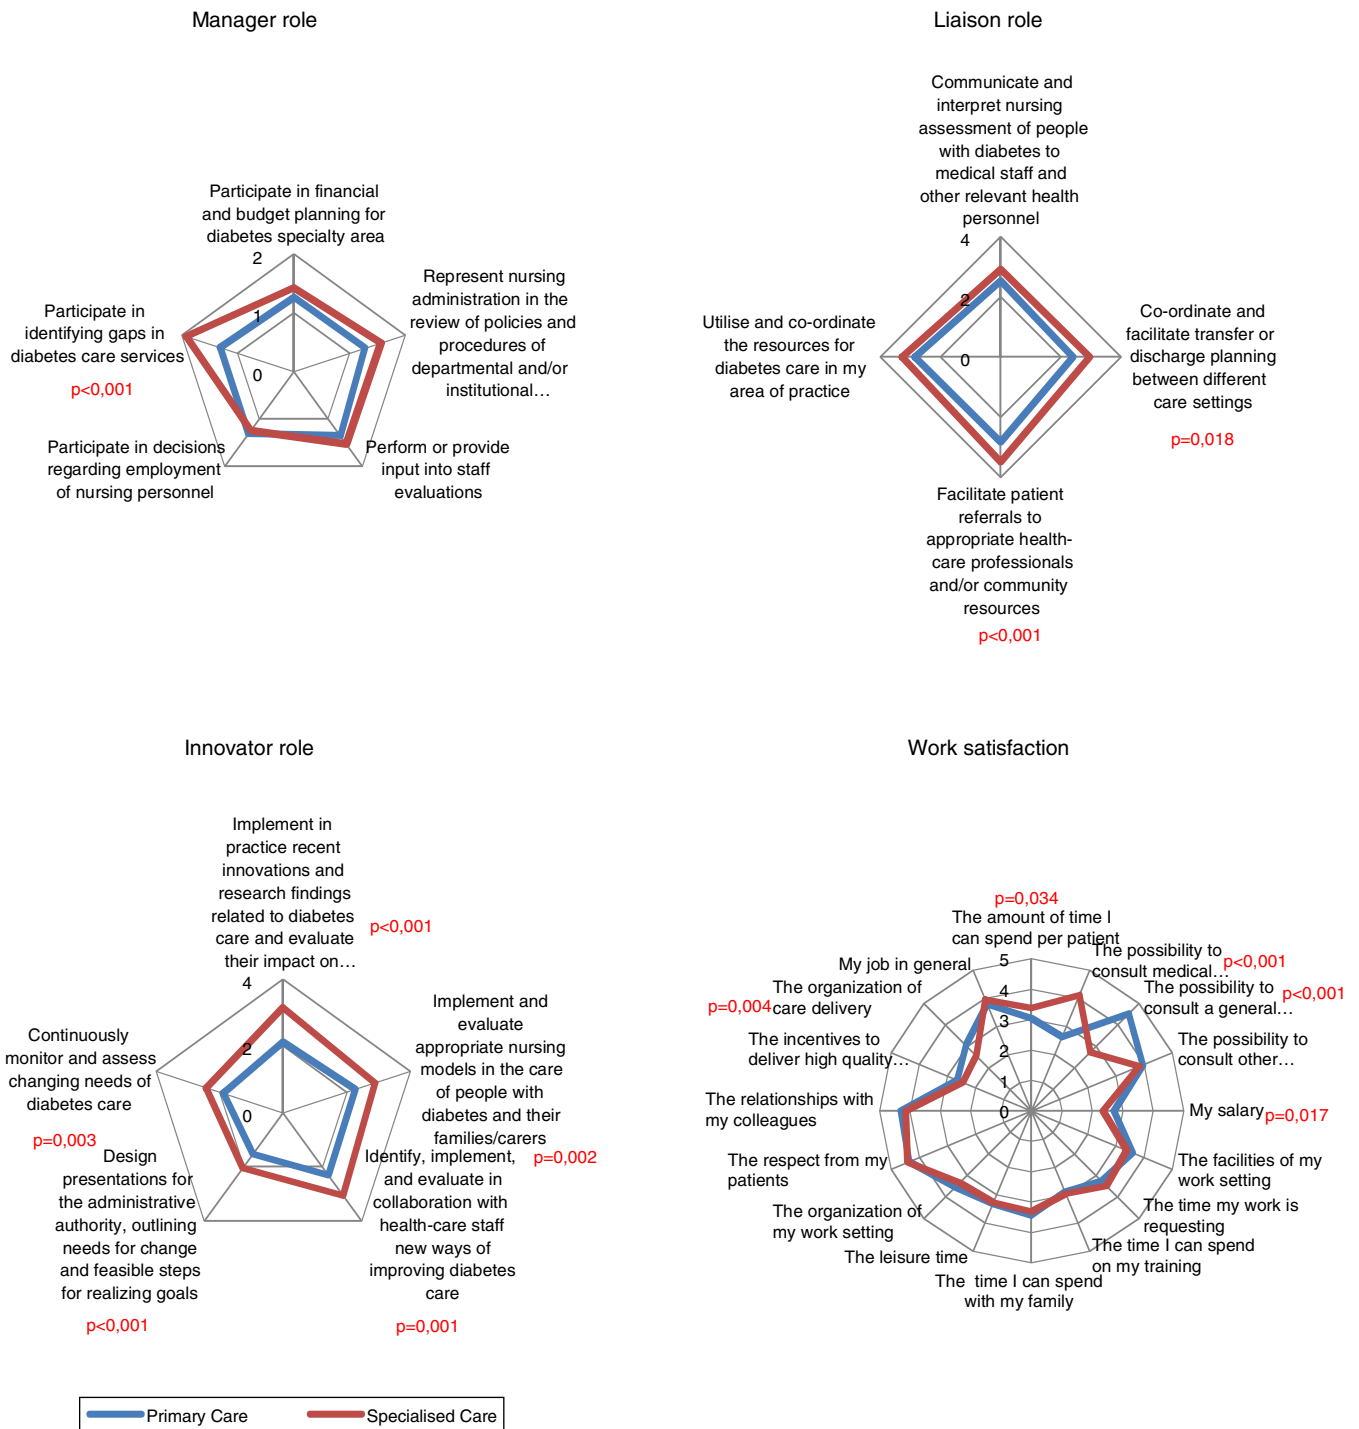 Manager role
Participate in financial
and budget planning for
diabetes specialty area
2
1
0
Represent nursing
administration in the
review of policies and
procedures of
departmental and/or
institutional…
Perform or provide
input into staff
evaluations
Participate in decisions
regarding employment
of nursing personnel
Participate in
identifying gaps in
diabetes care services
p<0,001
Liaison role
Communicate and
interpret nursing
assessment of people
with diabetes to
medical staff and
other relevant health
personnel
4
2
0
Co-ordinate and
facilitate transfer or
discharge planning
between different
care settings
p=0,018
Facilitate patient
referrals to
appropriate health-
care professionals
and/or community
resources
p<0,001
Utilise and co-ordinate
the resources for
diabetes care in my
area of practice
Innovator role
Implement in
practice recent
innovations and
research findings
related to diabetes
care and evaluate
their impact on…
p<0,001
4
2
0
Implement and
evaluate
appropriate nursing
models in the care
of people with
diabetes and their
families/carers
p=0,002
Identify, implement,
and evaluate in
collaboration with
health-care staff
new ways of
improving diabetes
care
p=0,001
Design
presentations for
the administrative
authority, outlining
needs for change
and feasible steps
for realizing goals
p<0,001
Continuously
monitor and assess
changing needs of
diabetes care
p=0,003
Work satisfaction
p=0,034
The amount of time I
can spend per patient
5
4
3
2
1
0
The possibility to
consult medical…
p<0,001
The possibility to
consult a general…
p<0,001
The possibility to
consult other…
My salary
p=0,017
The facilities of my
work setting
The time my work is
requesting
The time I can spend
on my training
The time I can spend
with my family
The leisure time
The organization of
my work setting
The respect from my
patients
The relationships with
my colleagues
The incentives to
deliver high quality…
The organization of
care delivery
p=0,004
My job in general
Primary Care
Specialised Care